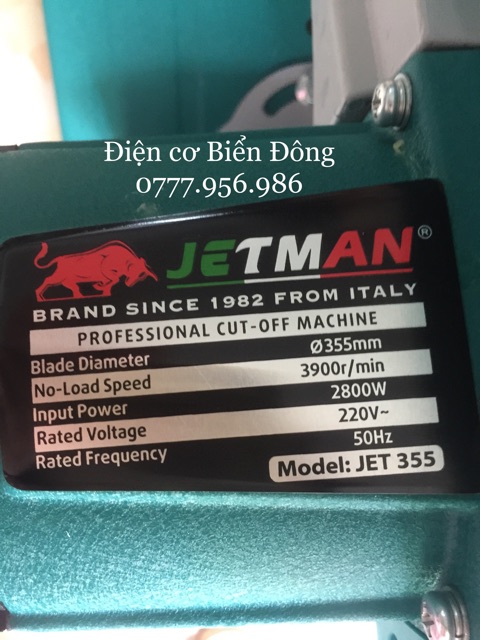 Điện cơ Biển Đông
0777.956.986
JETMAN®
BRAND SINCE 1982 FROM ITALY
PROFESSIONAL CUT-OFF MACHINE
Blade Diameter Ø355mm
No-Load Speed 3900r/min
Input Power 2800W
Rated Voltage 220V~
Rated Frequency 50Hz
Model: JET 355